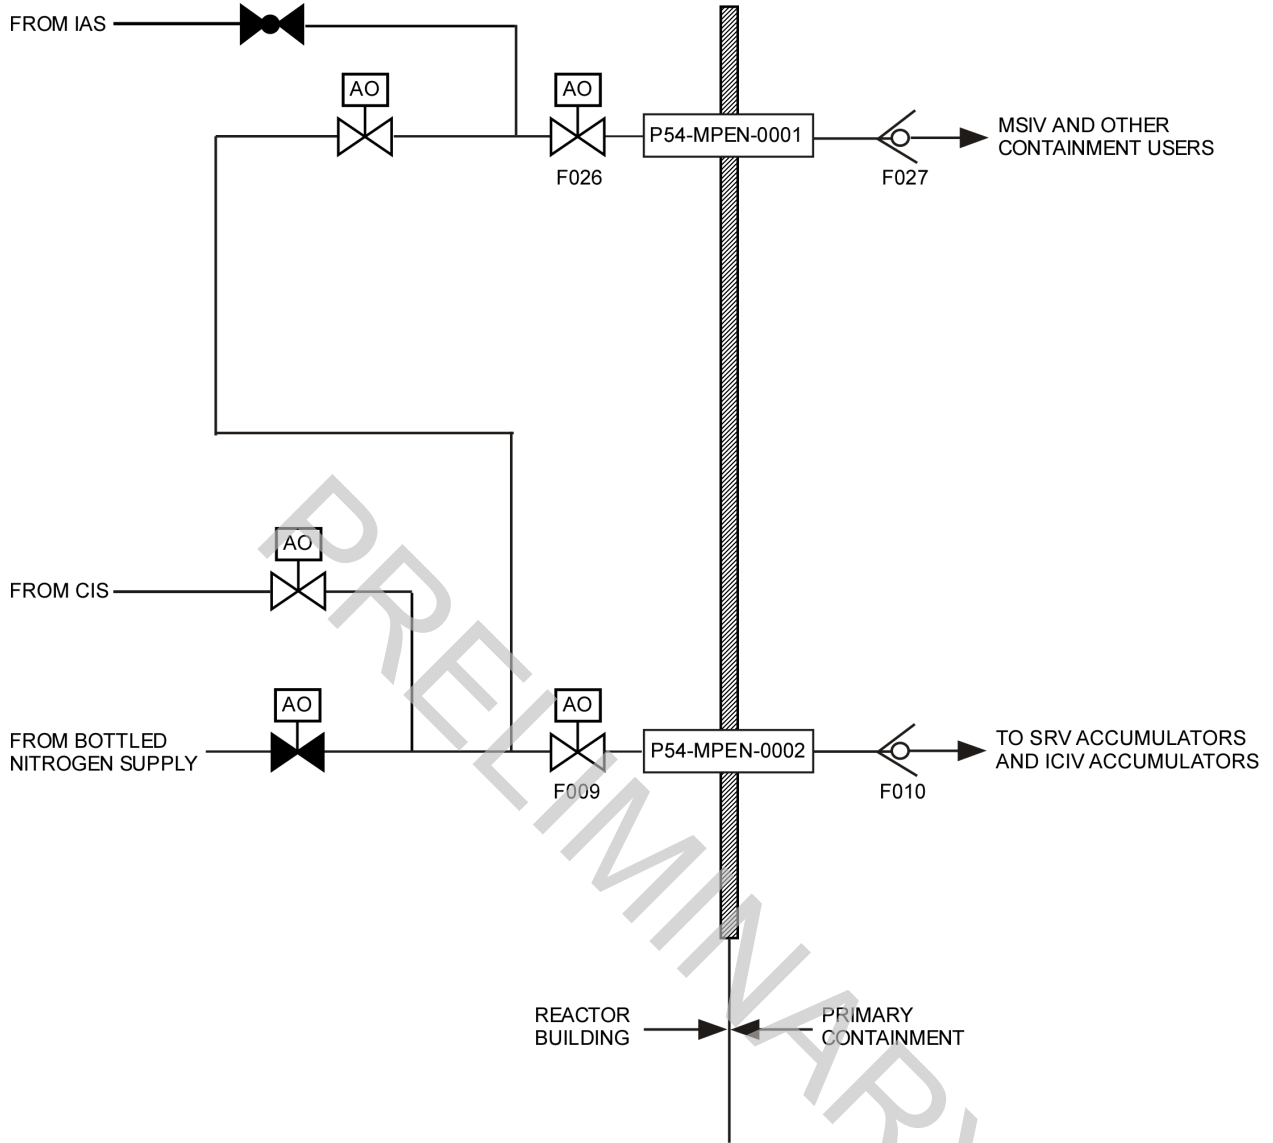 FROM IAS
AO
AO
P54-MPEN-0001
MSIV AND OTHER
CONTAINMENT USERS
F026
F027
AO
FROM CIS
AO
AO
FROM BOTTLED
NITROGEN SUPPLY
P54-MPEN-0002
TO SRV ACCUMULATORS
AND ICIV ACCUMULATORS
F009
F010
REACTOR
BUILDING
PRIMARY
CONTAINMENT
PRELIMINARY